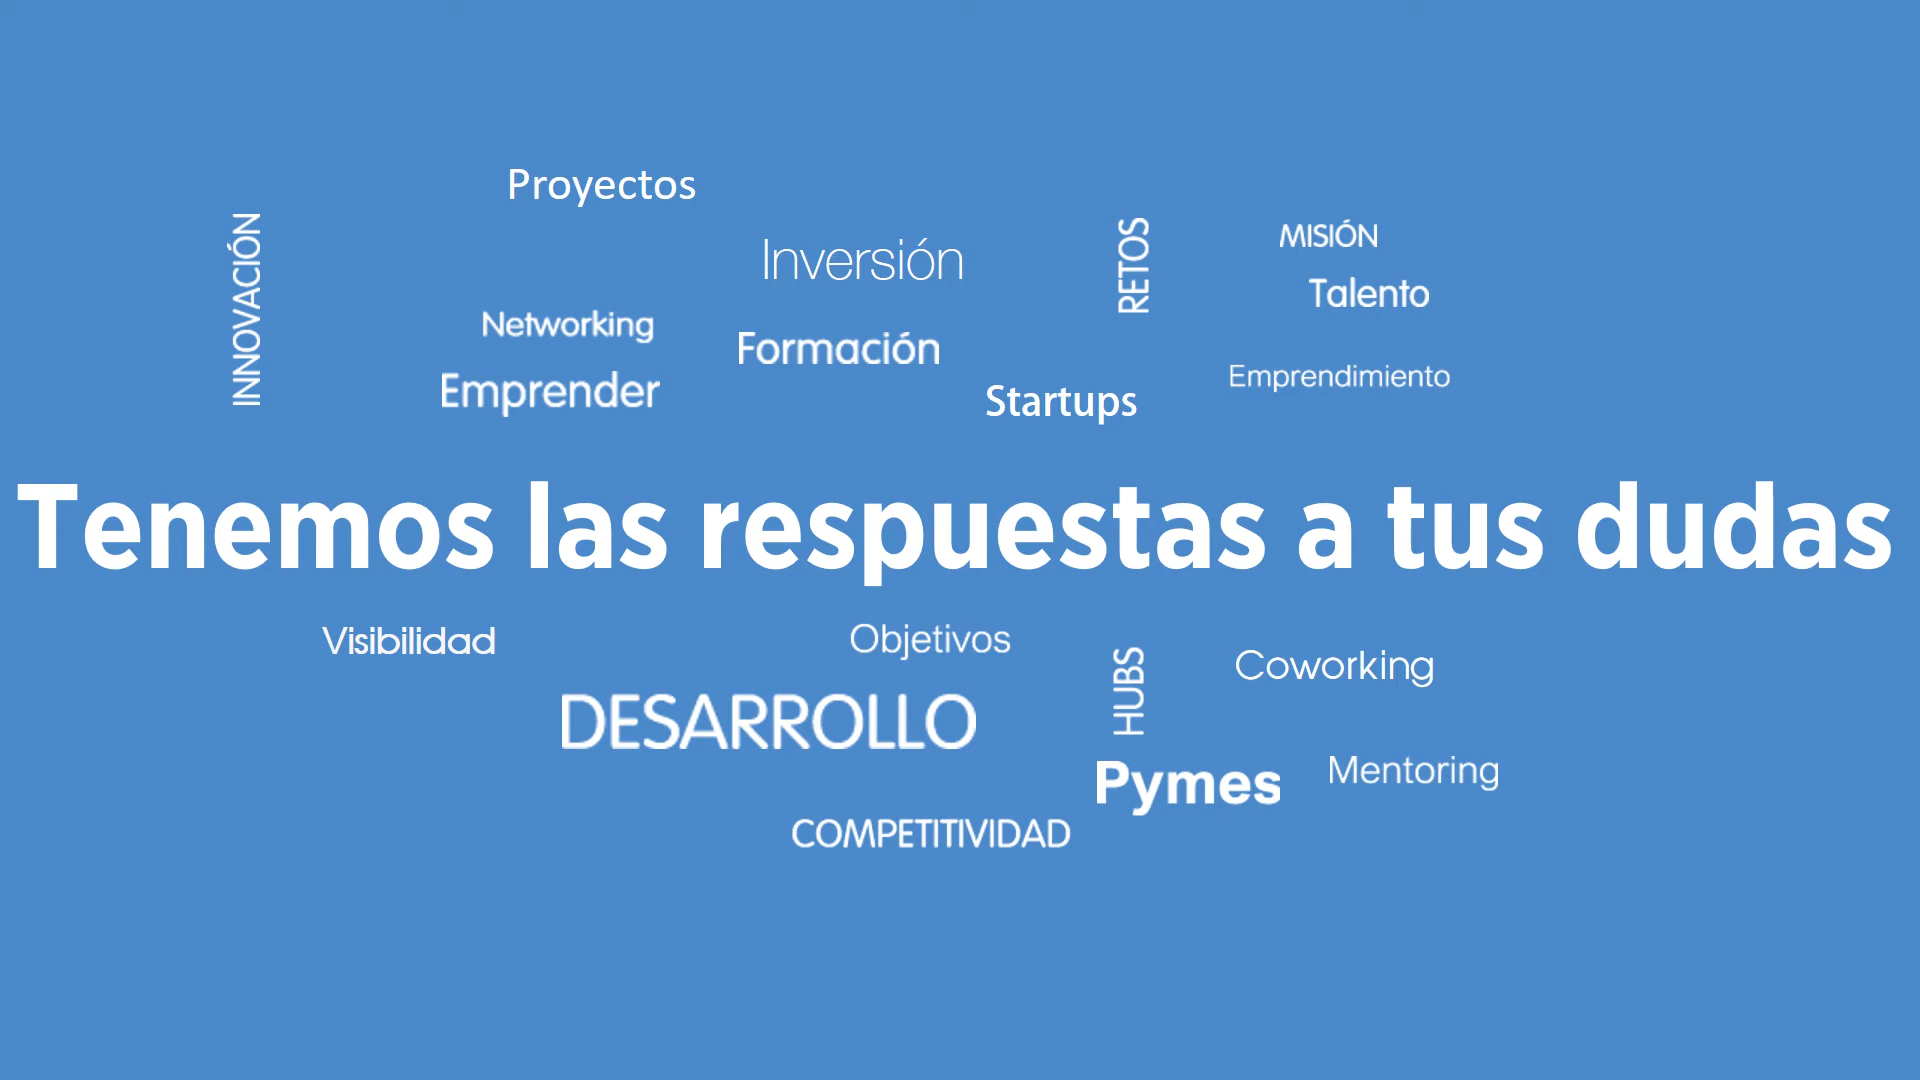 Proyectos
INNOVACIÓN
Inversión
RETOS
MISIÓN
Talento
Networking
Formación
Emprender
Startups
Emprendimiento
Tenemos las respuestas a tus dudas
Visibilidad
Objetivos
HUBS
Coworking
DESARROLLO
Pymes
Mentoring
COMPETITIVIDAD